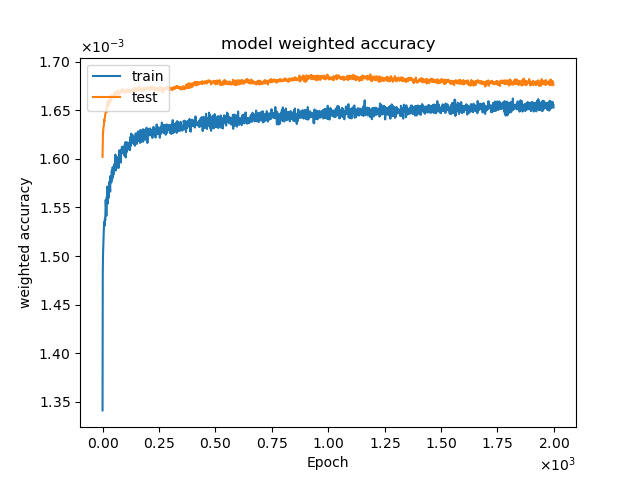 model weighted accuracy
×10⁻³
1.70
1.65
1.60
1.55
1.50
1.45
1.40
1.35
weighted accuracy
train
test
0.00 0.25 0.50 0.75 1.00 1.25 1.50 1.75 2.00
Epoch
×10³